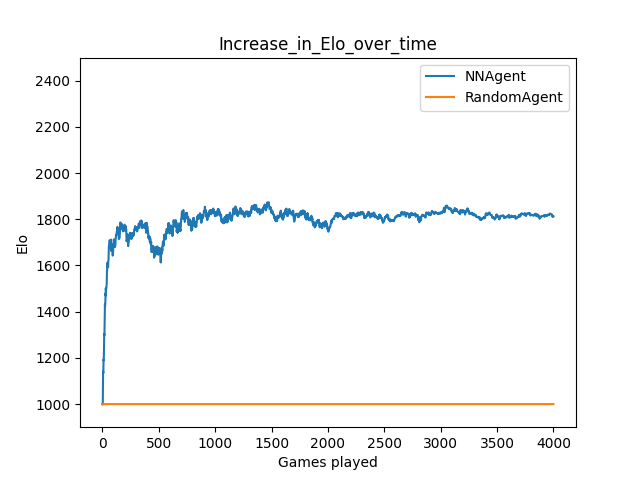 Increase_in_Elo_over_time
NNAgent
RandomAgent
2400
2200
2000
1800
1600
1400
1200
1000
Elo
0 500 1000 1500 2000 2500 3000 3500 4000
Games played